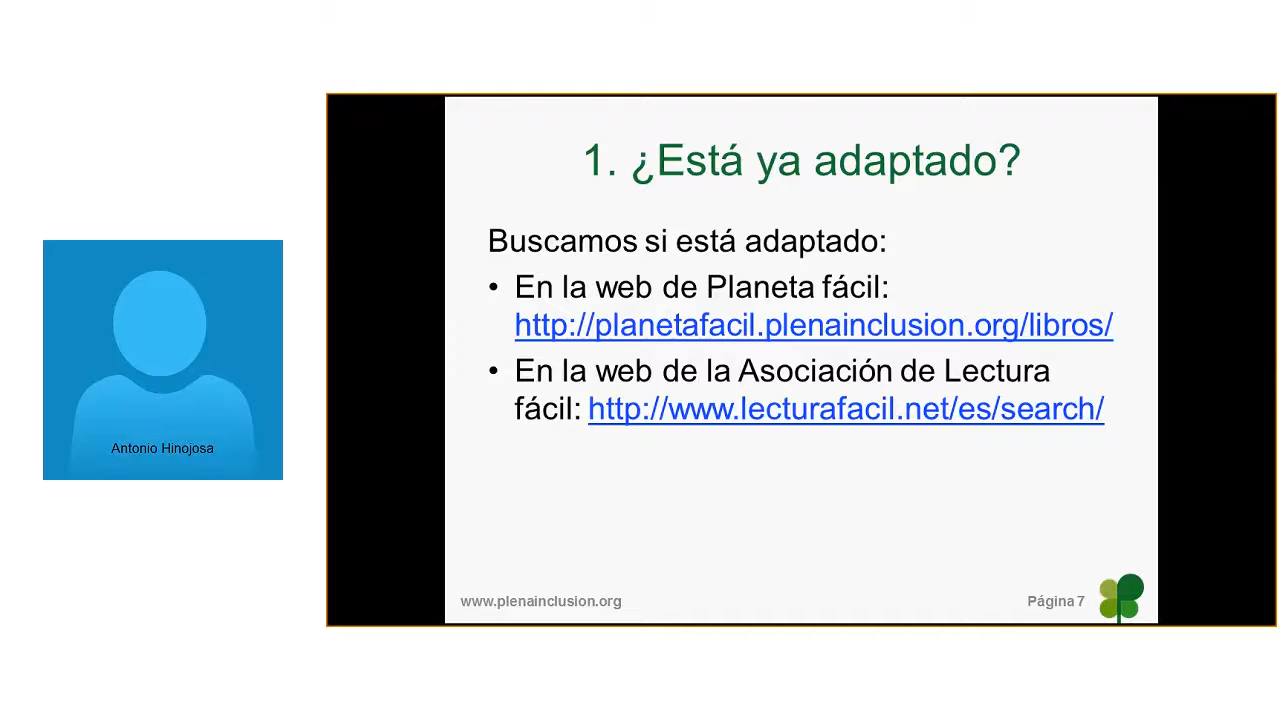 Antonio Hinojosa
1. ¿Está ya adaptado?
Buscamos si está adaptado:
• En la web de Planeta fácil:
http://planetafacil.plenainclusion.org/libros/
• En la web de la Asociación de Lectura
fácil: http://www.lecturafacil.net/es/search/
www.plenainclusion.org
Página 7